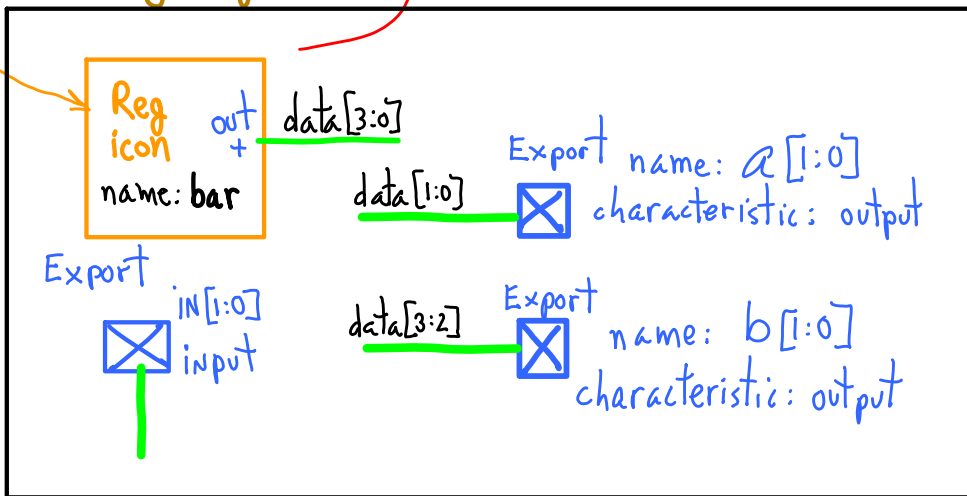 Reg
icon
out
+
name: bar
data[3:0]
data[1:0]
Export
name: a[1:0]
characteristic: output
Export
IN[1:0]
input
data[3:2]
Export
name: b[1:0]
characteristic: output